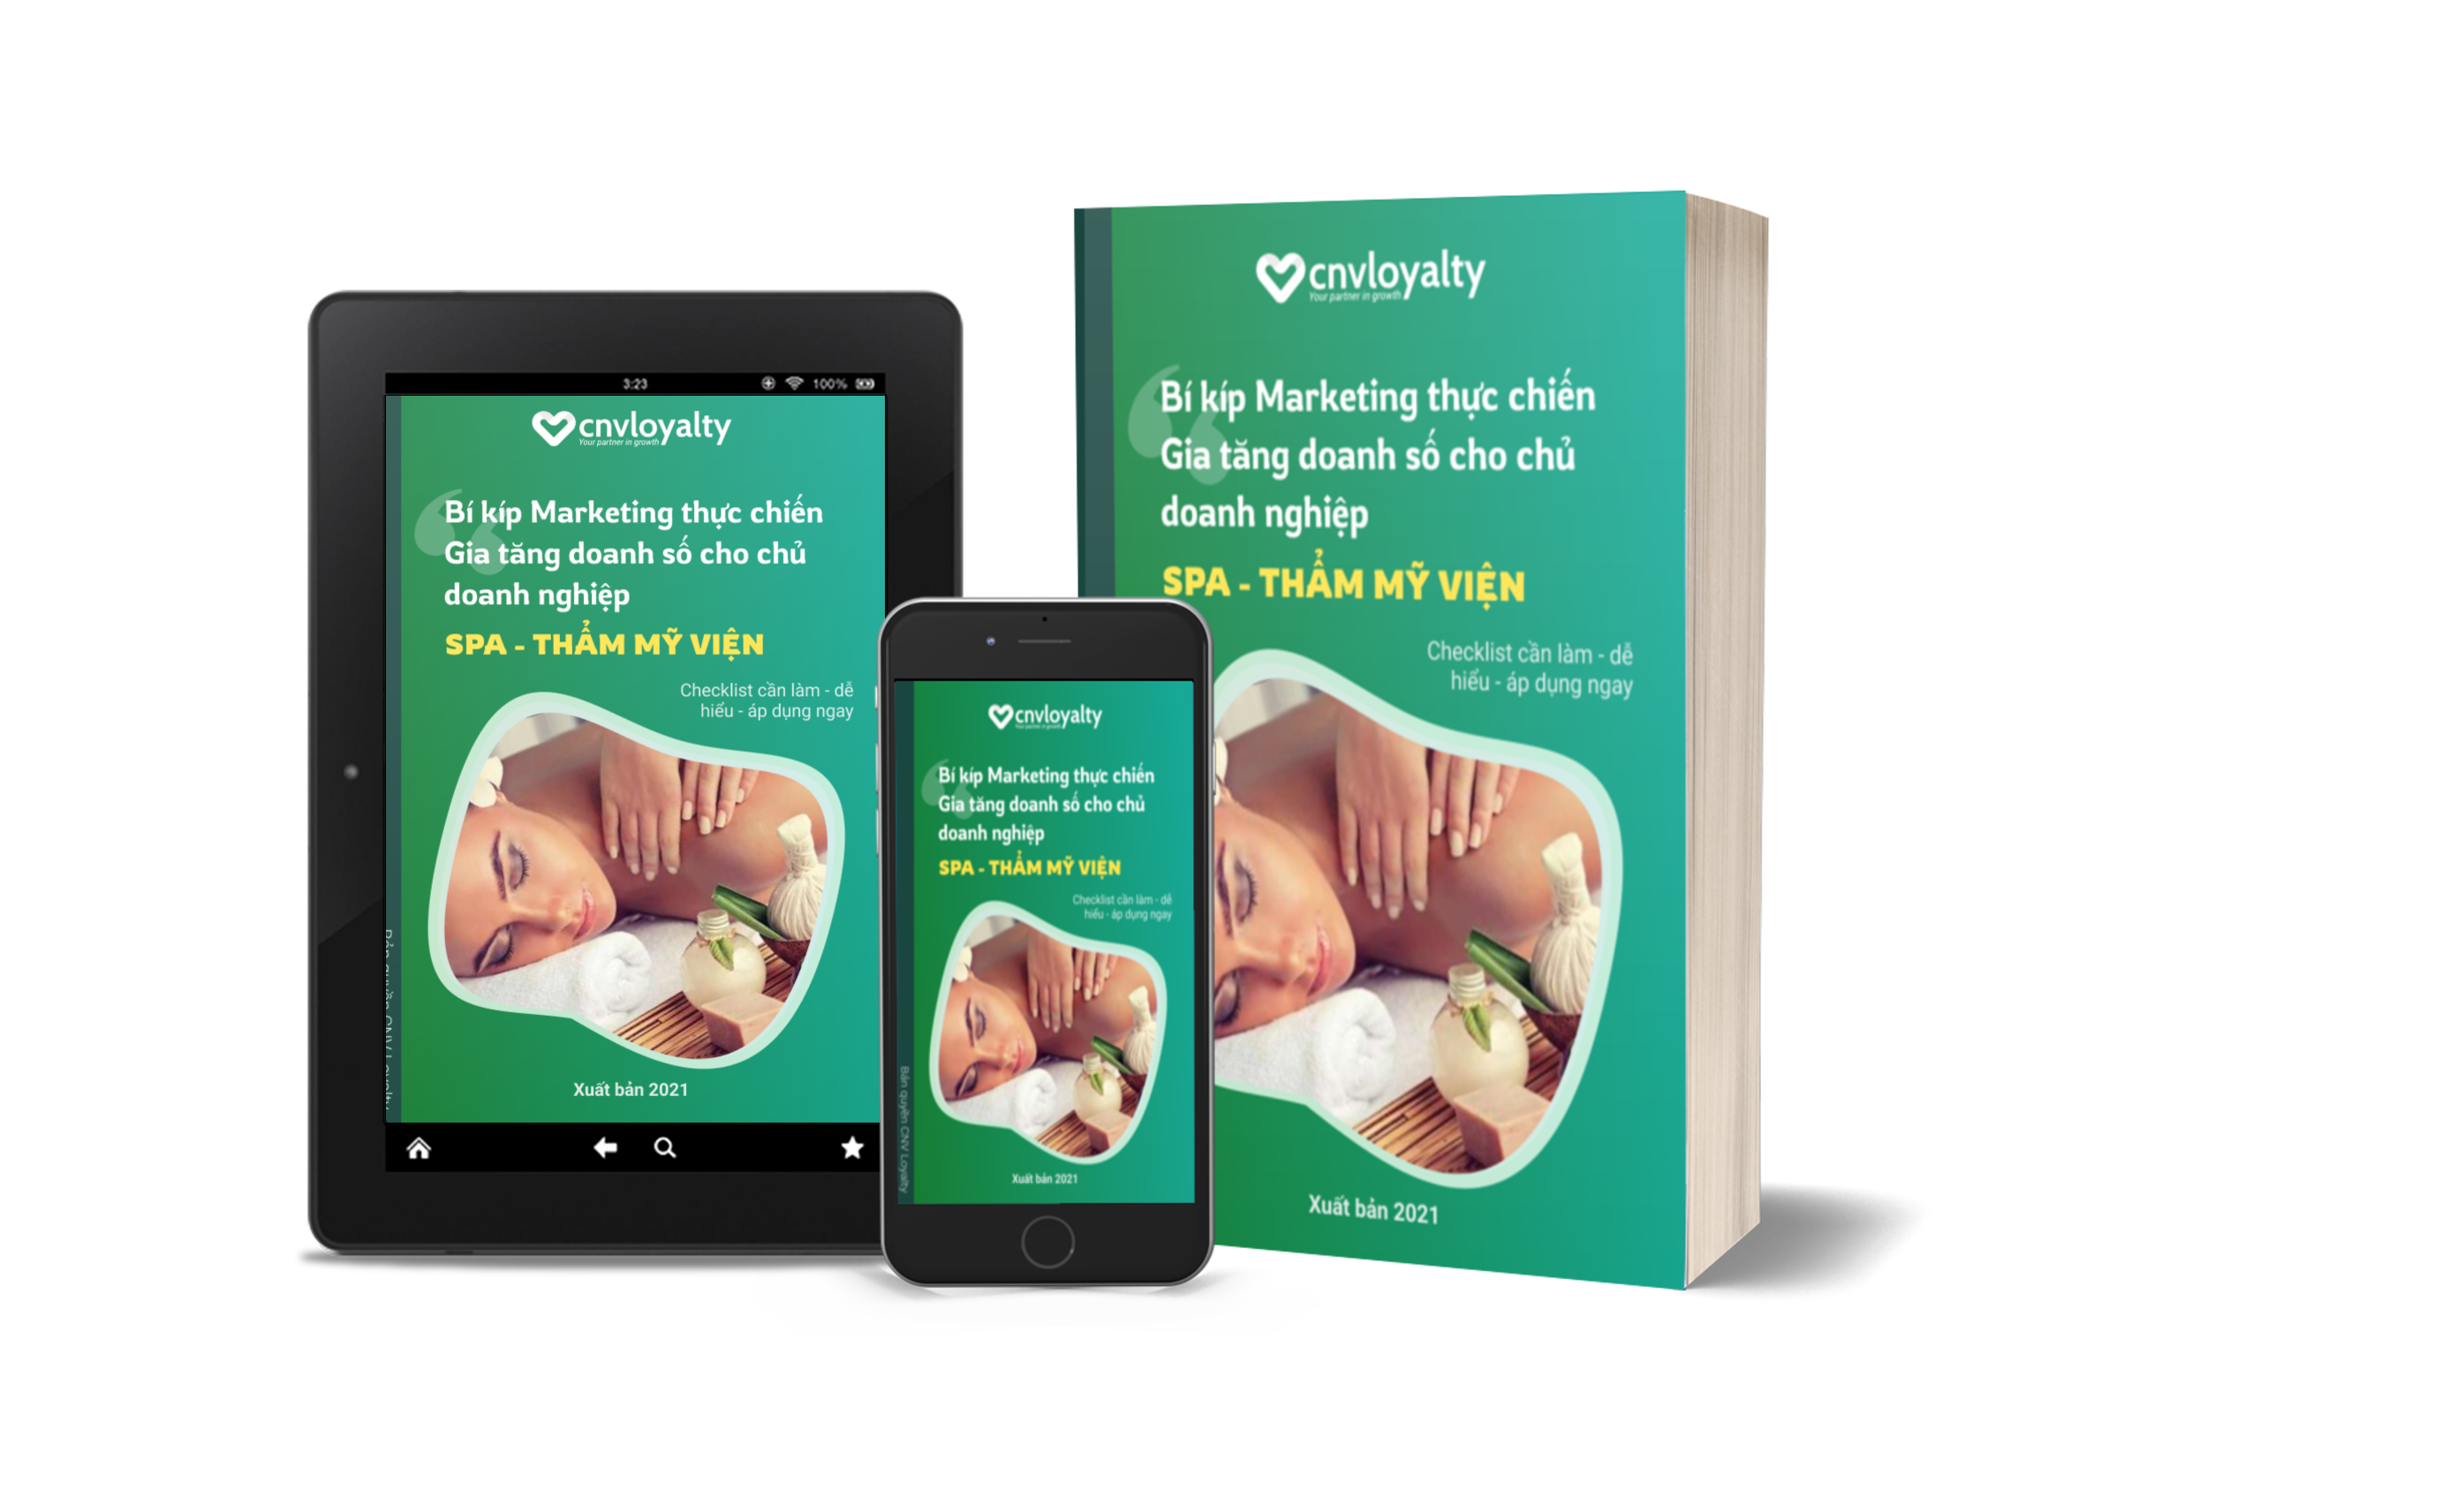 3:23
100%
cnvloyalty
Your partner in growth
Bí kíp Marketing thực chiến
Gia tăng doanh số cho chủ
doanh nghiệp
SPA - THẨM MỸ VIỆN
Checklist cần làm - dễ
hiểu - áp dụng ngay
Bản quyền CNV Loyalty
Xuất bản 2021
cnvloyalty
Your partner in growth
Bí kíp Marketing thực chiến
Gia tăng doanh số cho chủ
doanh nghiệp
SPA - THẨM MỸ VIỆN
Checklist cần làm - dễ
hiểu - áp dụng ngay
Bản quyền CNV Loyalty
Xuất bản 2021
cnvloyalty
Your partner in growth
Bí kíp Marketing thực chiến
Gia tăng doanh số cho chủ
doanh nghiệp
SPA - THẨM MỸ VIỆN
Checklist cần làm - dễ
hiểu - áp dụng ngay
Xuất bản 2021